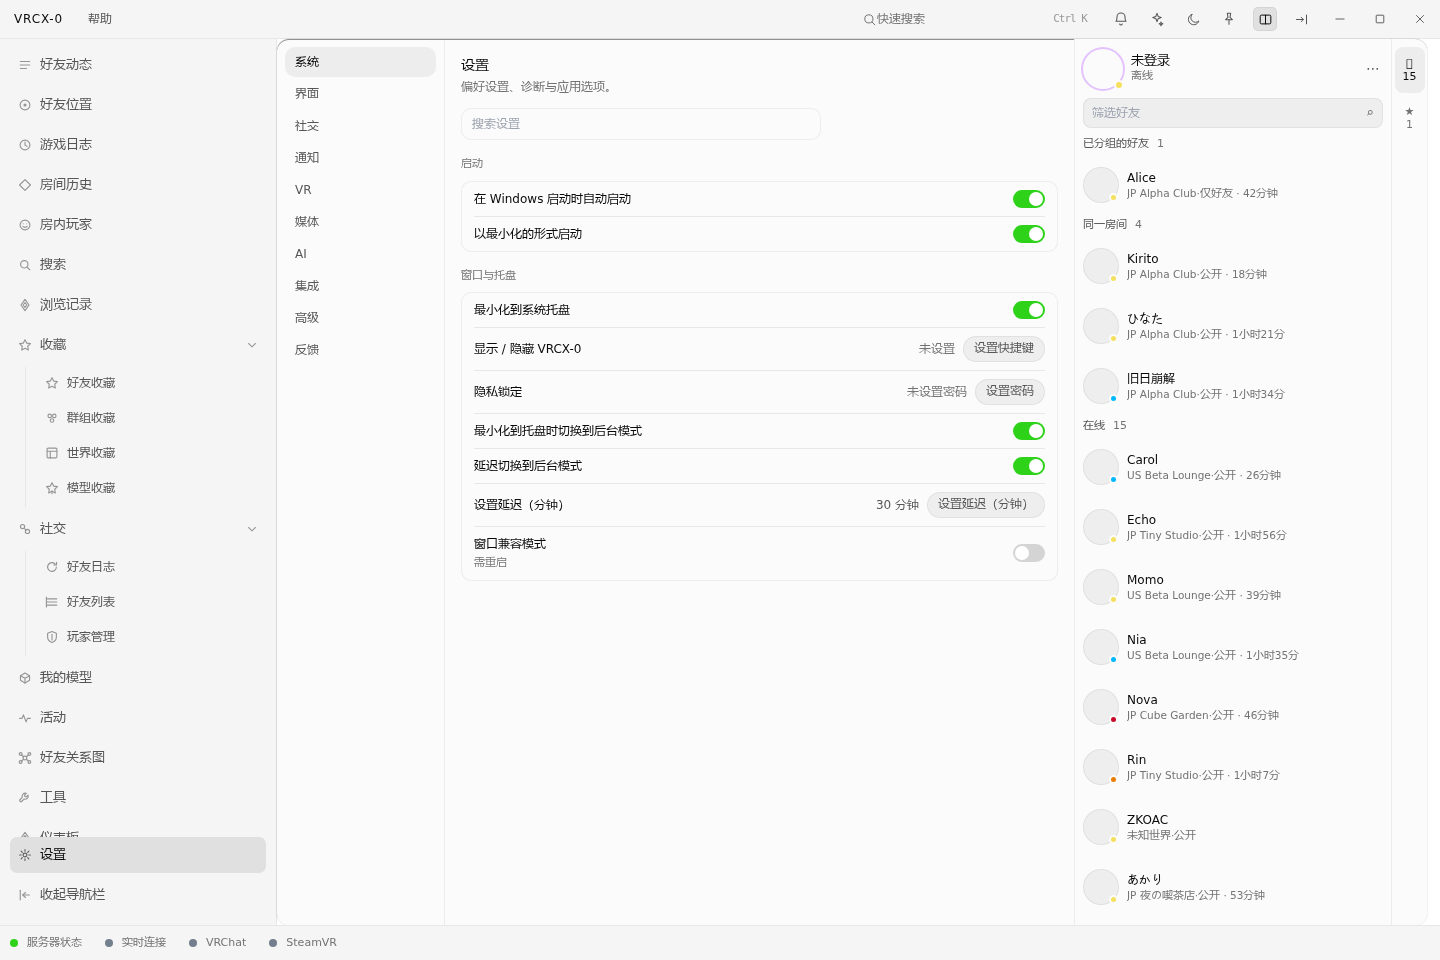 VRCX-0
帮助
快速搜索
Ctrl K
好友动态
好友位置
游戏日志
房间历史
房内玩家
搜索
浏览记录
收藏
好友收藏
群组收藏
世界收藏
模型收藏
社交
好友日志
好友列表
玩家管理
我的模型
活动
好友关系图
工具
仪表板
设置
收起导航栏
系统
界面
社交
通知
VR
媒体
AI
集成
高级
反馈
设置
偏好设置、诊断与应用选项。
搜索设置
启动
在 Windows 启动时自动启动
以最小化的形式启动
窗口与托盘
最小化到系统托盘
显示 / 隐藏 VRCX-0
未设置
设置快捷键
隐私锁定
未设置密码
设置密码
最小化到托盘时切换到后台模式
延迟切换到后台模式
设置延迟（分钟）
30 分钟
设置延迟（分钟）
窗口兼容模式
需重启
未登录
离线
筛选好友
已分组的好友 1
Alice
JP Alpha Club·仅好友 · 42分钟
同一房间 4
Kirito
JP Alpha Club·公开 · 18分钟
ひなた
JP Alpha Club·公开 · 1小时21分
旧日崩解
JP Alpha Club·公开 · 1小时34分
在线 15
Carol
US Beta Lounge·公开 · 26分钟
Echo
JP Tiny Studio·公开 · 1小时56分
Momo
US Beta Lounge·公开 · 39分钟
Nia
US Beta Lounge·公开 · 1小时35分
Nova
JP Cube Garden·公开 · 46分钟
Rin
JP Tiny Studio·公开 · 1小时7分
ZKOAC
未知世界·公开
あかり
JP 夜の喫茶店·公开 · 53分钟
15
★
1
服务器状态
实时连接
VRChat
SteamVR